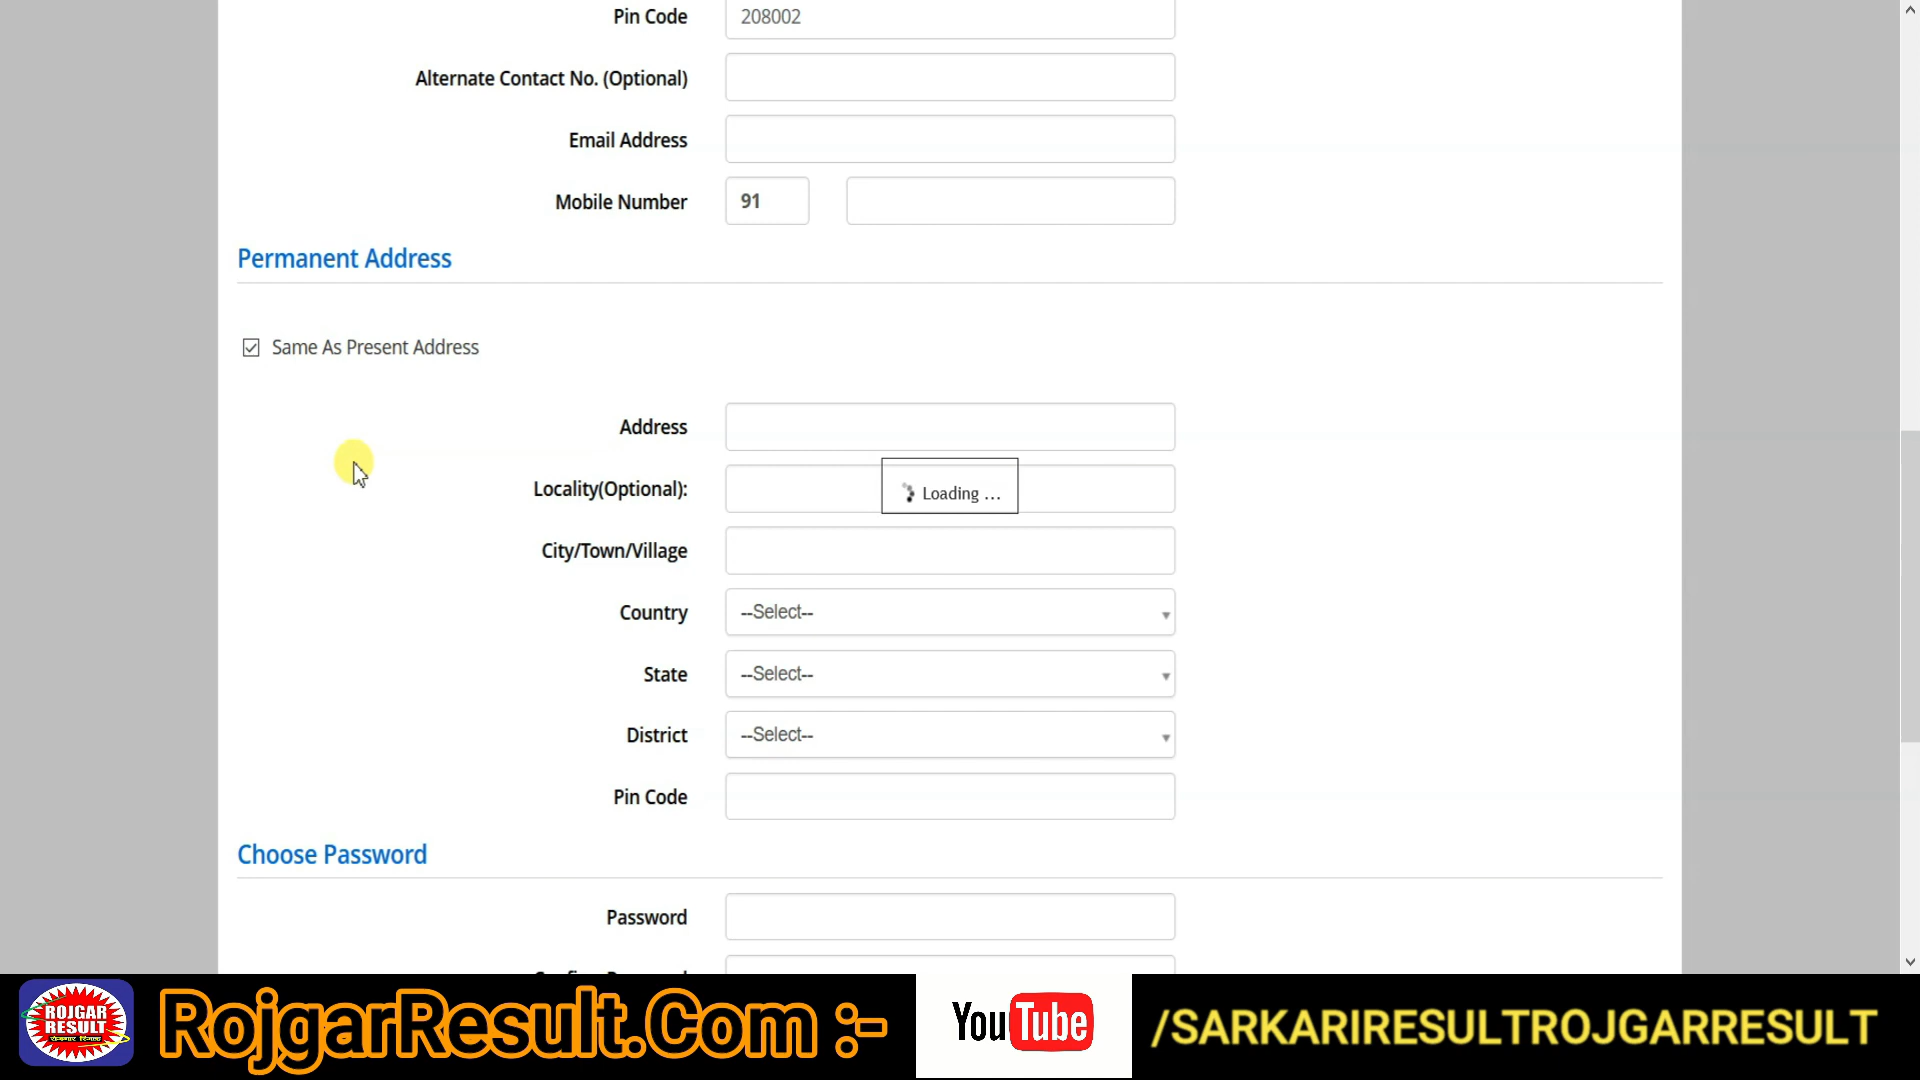 Pin Code 208002
Alternate Contact No. (Optional)
Email Address
Mobile Number 91
Permanent Address
Same As Present Address
Address
Locality(Optional):
Loading ...
City/Town/Village
Country --Select--
State --Select--
District --Select--
Pin Code
Choose Password
Password
ROJGAR
RESULT
RojgarResult.Com :-
YouTube
/SARKARIRESULTROJGARRESULT